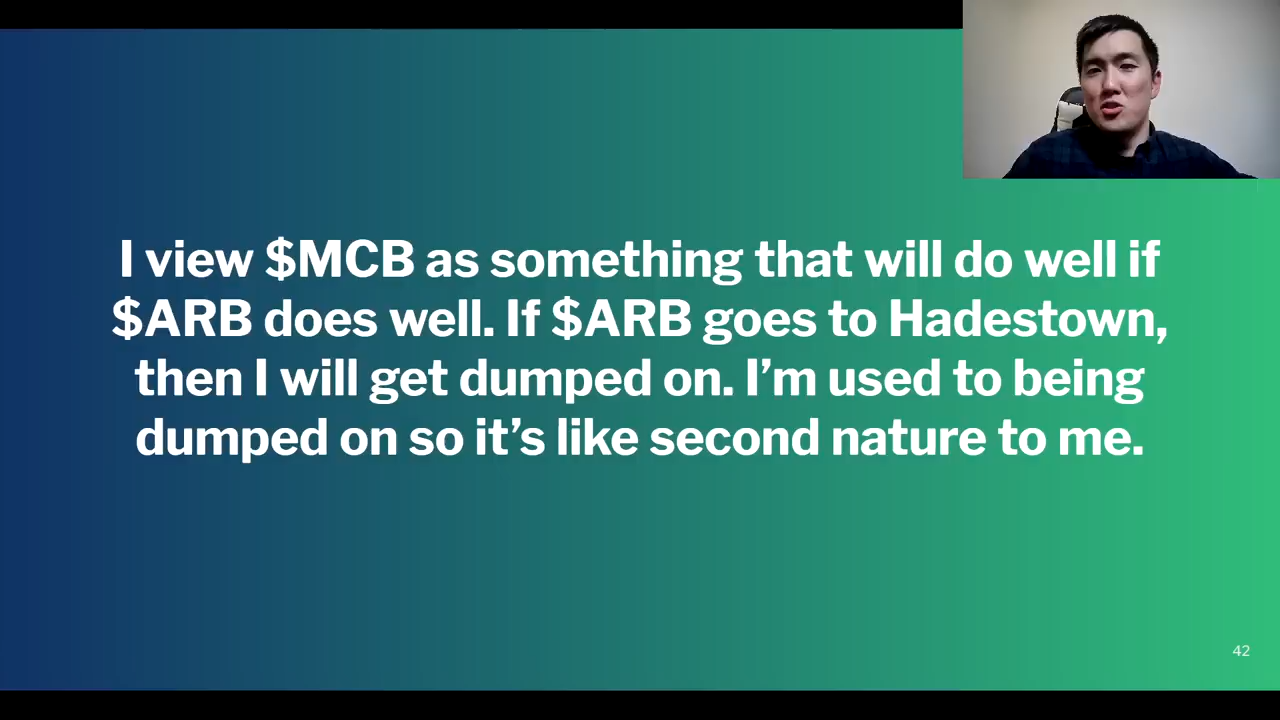 I view $MCB as something that will do well if
$ARB does well. If $ARB goes to Hadestown,
then I will get dumped on. I’m used to being
dumped on so it’s like second nature to me.
42